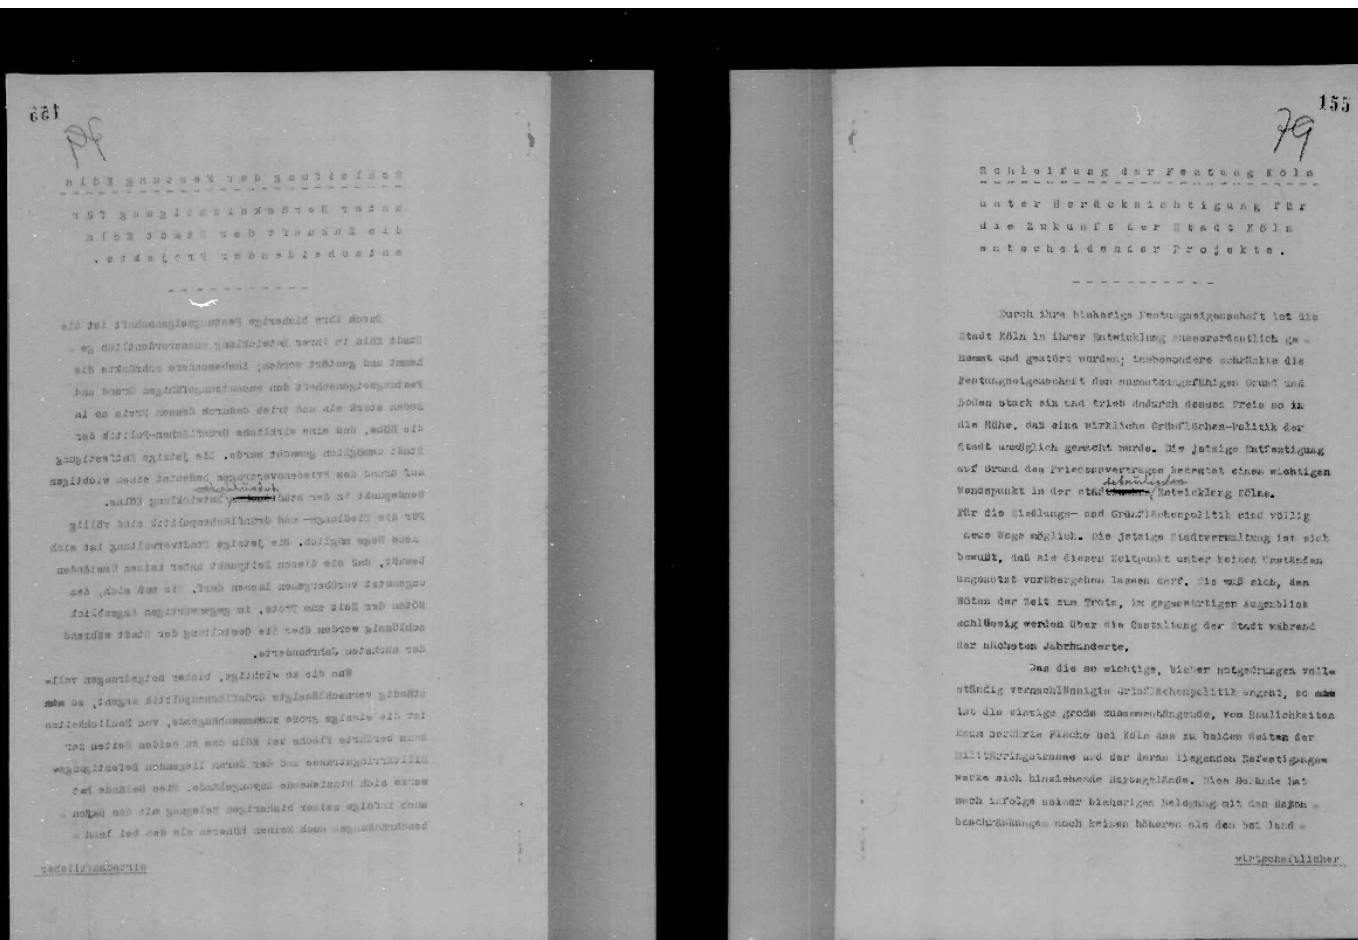 155
79
Schleifung der Festung Köln
unter Berücksichtigung für
die Zukunft der Stadt Köln
entscheidender Projekte.
Durch ihre bisherige Festungseigenschaft ist die
Stadt Köln in ihrer Entwicklung ausserordentlich ge =
hemmt und gestört worden; insbesondere schränkte die
Festungseigenschaft den ausnutzungsfähigen Grund und
Boden stark ein und trieb dadurch dessen Preis so in
die Höhe, daß eine wirkliche Grünflächen-Politik der
Stadt unmöglich gemacht wurde. Die jetzige Entfestigung
auf Grund des Friedensvertrages bedeutet einen wichtigen
Wendepunkt in der städtebaulichen Entwicklung Kölns.
Für die Siedlungs- und Grünflächenpolitik sind völlig
neue Wege möglich. Die jetzige Stadtverwaltung ist sich
bewußt, daß sie diesen Zeitpunkt unter keinen Umständen
ungenutzt vorübergehen lassen darf. Sie muß sich, den
Nöten der Zeit zum Trotz, im gegenwärtigen Augenblick
schlüssig werden über die Gestaltung der Stadt während
der nächsten Jahrhunderte.
Was die so wichtige, bisher notgedrungen voll=
ständig vernachlässigte Grünflächenpolitik angeht, so
ist die einzige große zusammenhängende, von Baulichkeiten
kaum berührte Fläche bei Köln das zu beiden Seiten der
Militärringstrasse und der daran liegenden Befestigungs=
werke sich hinziehende Rayongelände. Dies Gelände hat
auch infolge seiner bisherigen Belegung mit den Rayon =
beschränkungen noch keinen höheren als den bei land =
wirtschaftlicher